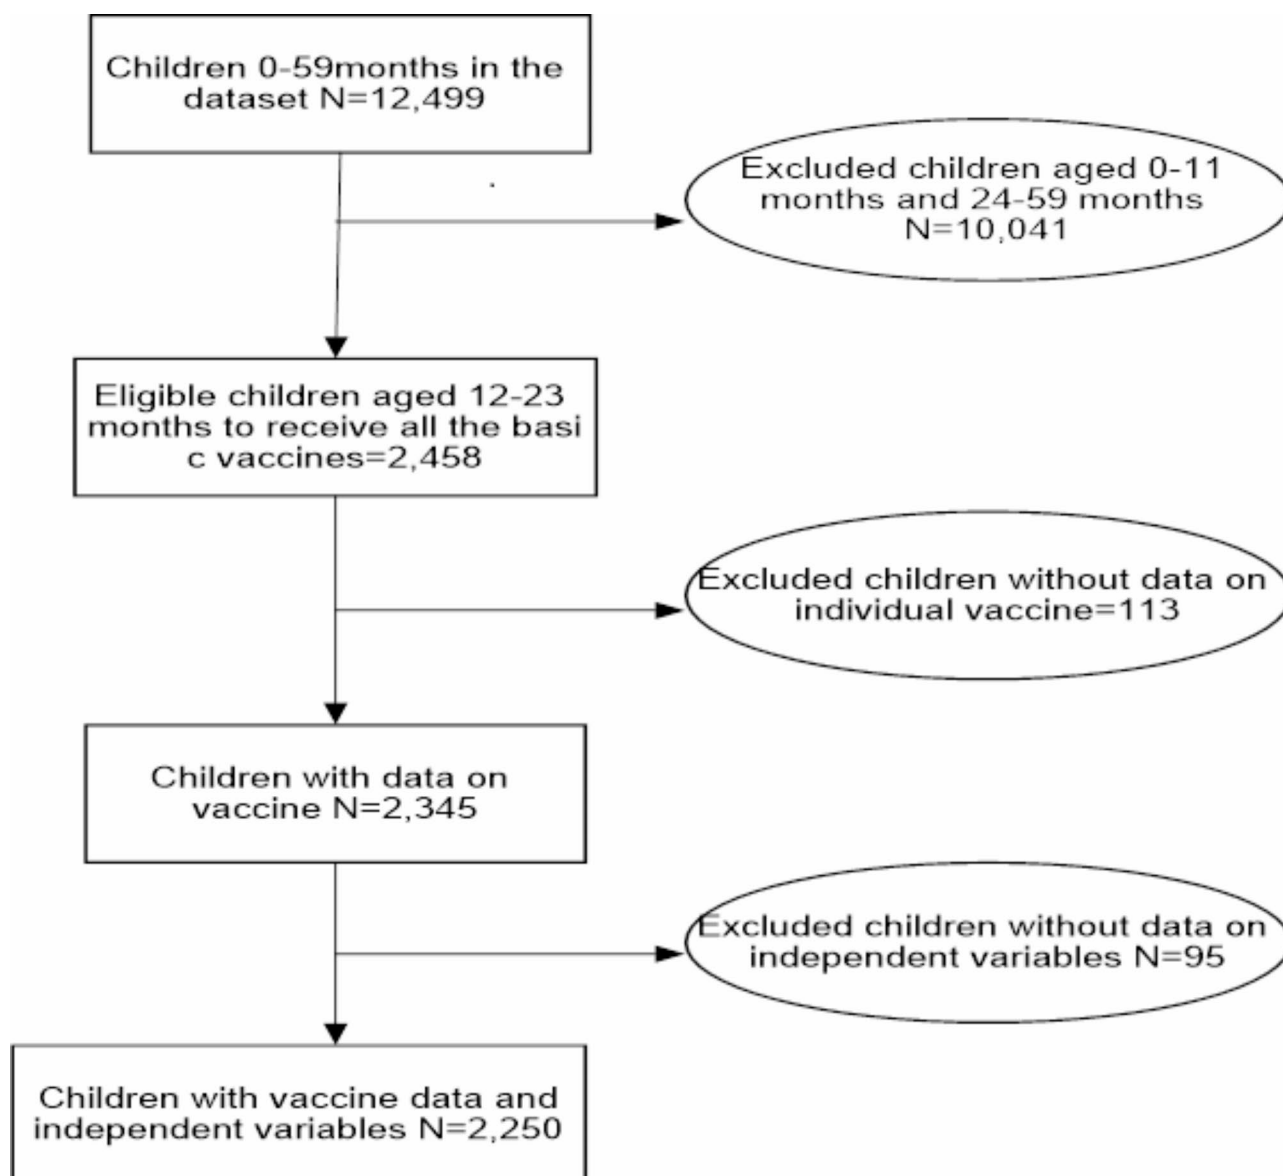 Children 0-59months in the
dataset N=12,499
Excluded children aged 0-11
months and 24-59 months
N=10,041
Eligible children aged 12-23
months to receive all the basi
c vaccines=2,458
Excluded children without data on
individual vaccine=113
Children with data on
vaccine N=2,345
Excluded children without data on
independent variables N=95
Children with vaccine data and
independent variables N=2,250